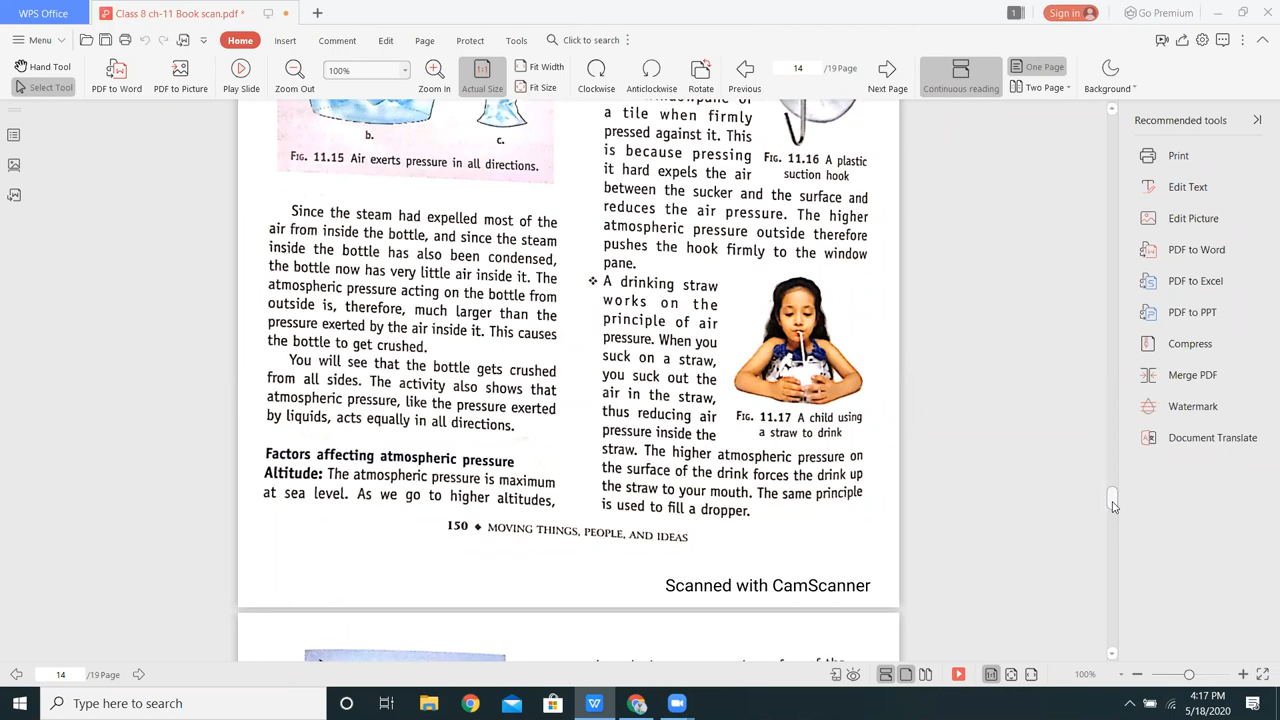 WPS Office
Class 8 ch-11 Book scan.pdf *
1
Sign in
Go Premium
Menu
Home
Insert
Comment
Edit
Page
Protect
Tools
Click to search
Hand Tool
Select Tool
PDF to Word
PDF to Picture
Play Slide
Zoom Out
100%
Zoom In
Actual Size
Fit Width
Fit Size
Clockwise
Anticlockwise
Rotate
Previous
14
/19Page
Next Page
Continuous reading
One Page
Two Page
Background
b.
c.
FIG. 11.15 Air exerts pressure in all directions.
Since the steam had expelled most of the
air from inside the bottle, and since the steam
inside the bottle has also been condensed,
the bottle now has very little air inside it. The
atmospheric pressure acting on the bottle from
outside is, therefore, much larger than the
pressure exerted by the air inside it. This causes
the bottle to get crushed.
You will see that the bottle gets crushed
from all sides. The activity also shows that
atmospheric pressure, like the pressure exerted
by liquids, acts equally in all directions.
Factors affecting atmospheric pressure
Altitude: The atmospheric pressure is maximum
at sea level. As we go to higher altitudes,
a tile when firmly
pressed against it. This
is because pressing
it hard expels the air
between the sucker and the surface and
reduces the air pressure. The higher
atmospheric pressure outside therefore
pushes the hook firmly to the window
pane.
FIG. 11.16 A plastic
suction hook
❖ A drinking straw
works on the
principle of air
pressure. When you
suck on a straw,
you suck out the
air in the straw,
thus reducing air
pressure inside the
straw. The higher atmospheric pressure on
the surface of the drink forces the drink up
the straw to your mouth. The same principle
is used to fill a dropper.
FIG. 11.17 A child using
a straw to drink
150 ◆ MOVING THINGS, PEOPLE, AND IDEAS
Scanned with CamScanner
Recommended tools
Print
Edit Text
Edit Picture
PDF to Word
PDF to Excel
PDF to PPT
Compress
Merge PDF
Watermark
Document Translate
14
/19Page
100%
Type here to search
4:17 PM
5/18/2020